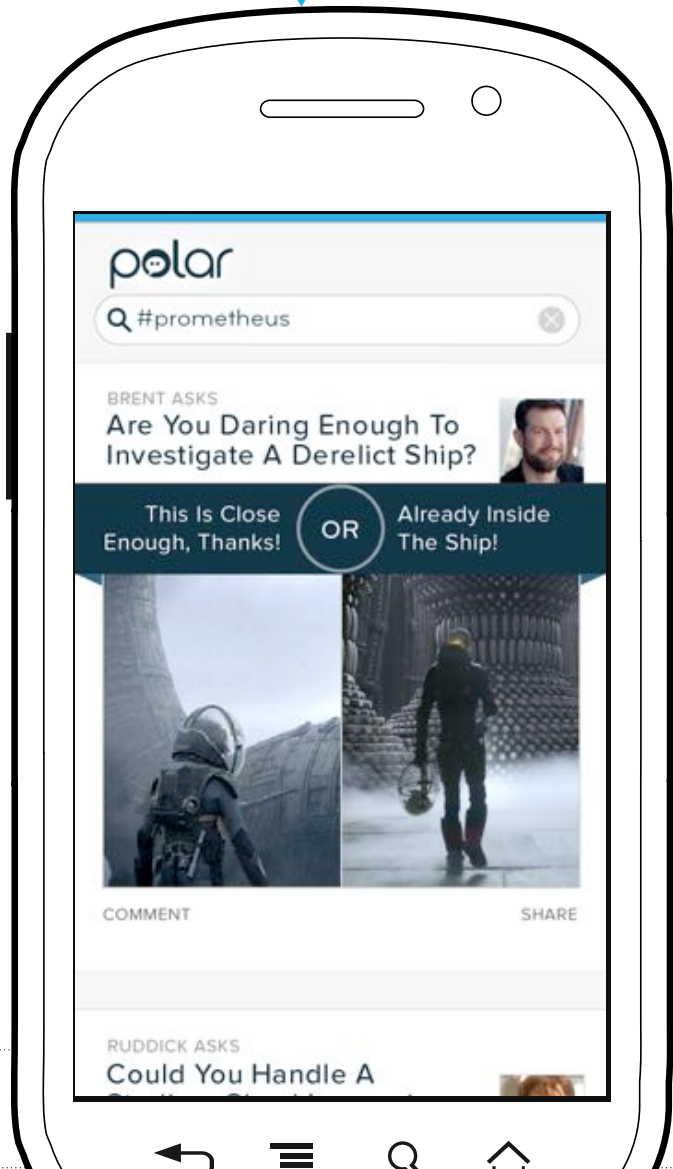 polar
#prometheus
BRENT ASKS
Are You Daring Enough To
Investigate A Derelict Ship?
This Is Close
Enough, Thanks!
OR
Already Inside
The Ship!
COMMENT
SHARE
RUDDICK ASKS
Could You Handle A